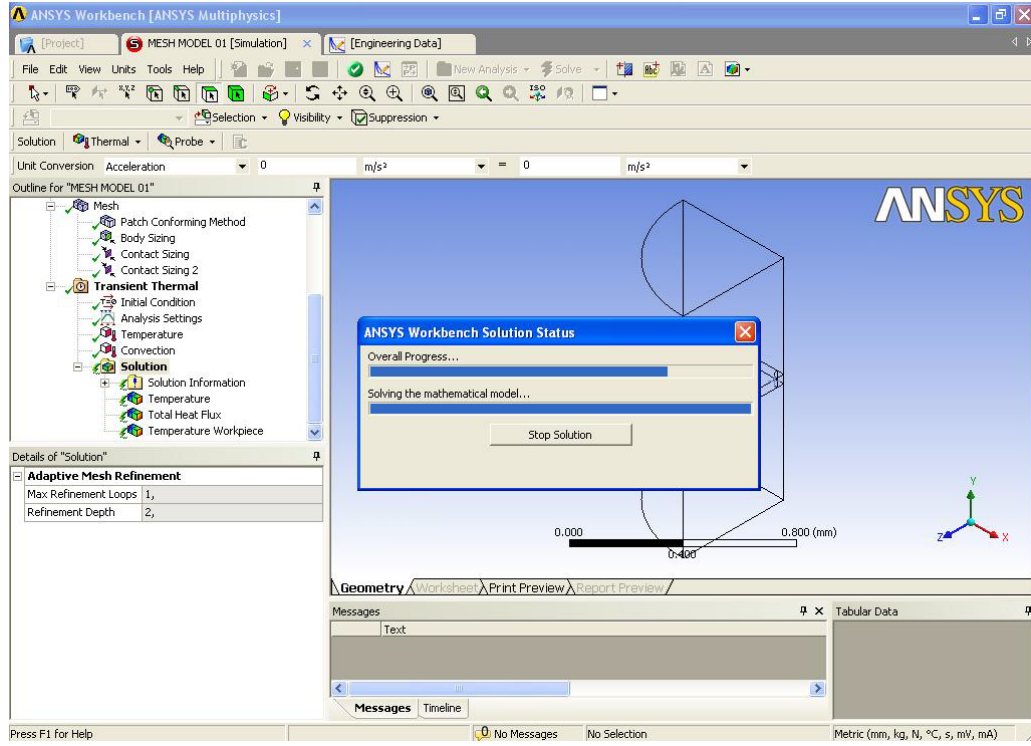 ANSYS Workbench [ANSYS Multiphysics]
[Project] MESH MODEL 01 [Simulation] [Engineering Data]
File Edit View Units Tools Help New Analysis Solve
Selection Visibility Suppression
Solution Thermal Probe
Unit Conversion Acceleration 0 m/s² = 0 m/s²
Outline for "MESH MODEL 01"
Mesh
Patch Conforming Method
Body Sizing
Contact Sizing
Contact Sizing 2
Transient Thermal
Initial Condition
Analysis Settings
Temperature
Convection
Solution
Solution Information
Temperature
Total Heat Flux
Temperature Workpiece
Details of "Solution"
Adaptive Mesh Refinement
Max Refinement Loops 1,
Refinement Depth 2,
ANSYS
ANSYS Workbench Solution Status
Overall Progress...
Solving the mathematical model...
Stop Solution
0.000 0.800 (mm)
0.400
Y
Z X
Geometry Worksheet Print Preview Report Preview
Messages
Text
Messages Timeline
Tabular Data
Press F1 for Help No Messages No Selection Metric (mm, kg, N, °C, s, mV, mA)